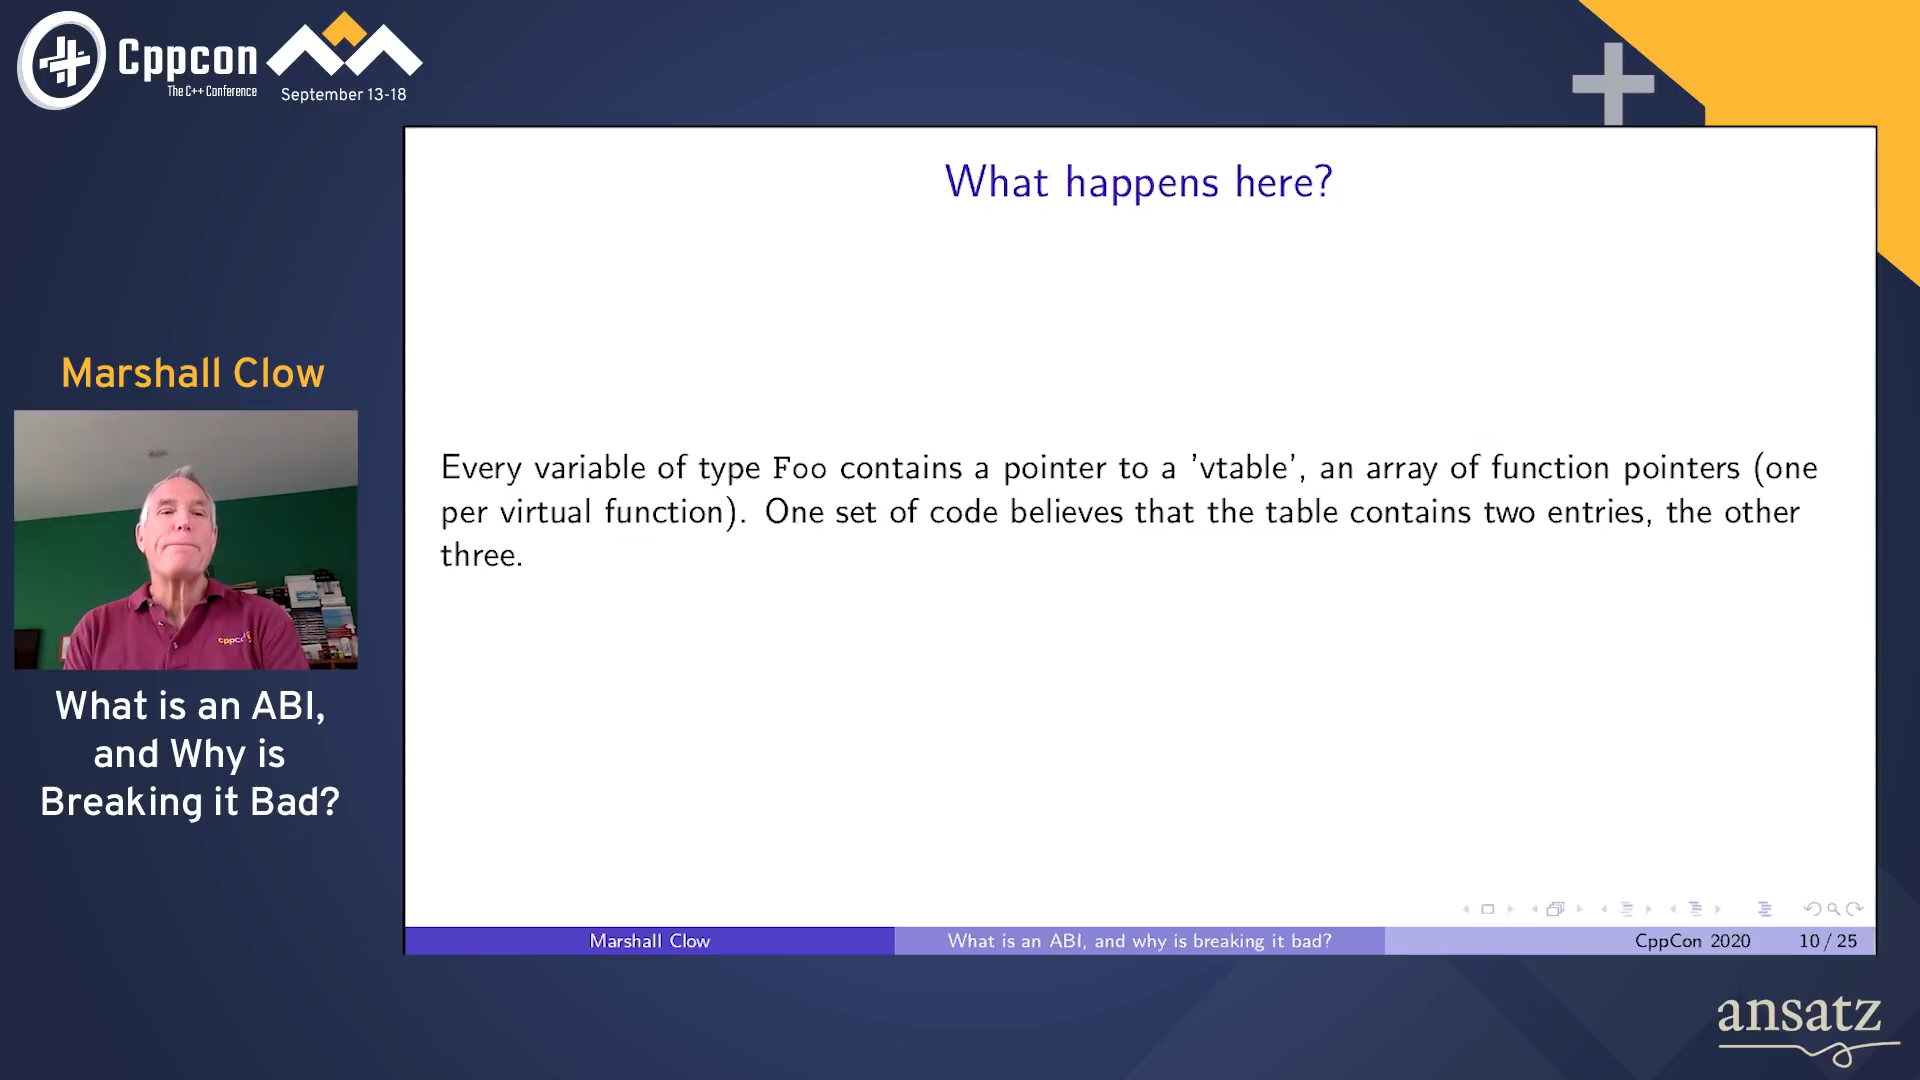 Cppcon
The C++ Conference
September 13-18
What happens here?
Marshall Clow
Every variable of type Foo contains a pointer to a 'vtable', an array of function pointers (one
per virtual function). One set of code believes that the table contains two entries, the other
three.
cppc
What is an ABI,
and Why is
Breaking it Bad?
Marshall Clow
What is an ABI, and why is breaking it bad?
CppCon 2020
10 / 25
ansatz